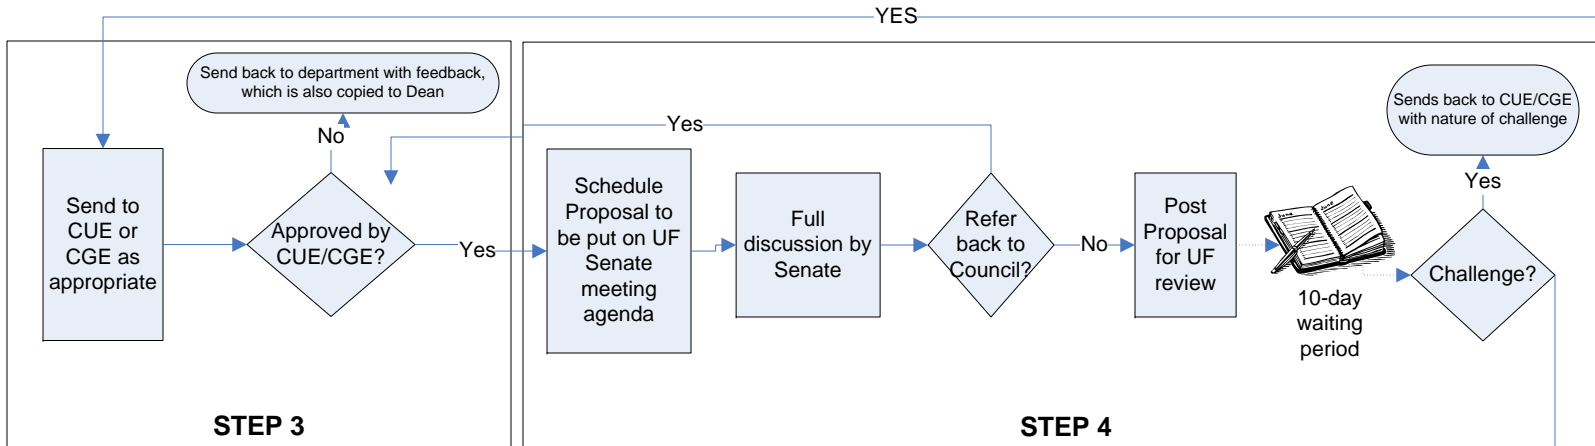 YES
Send back to department with feedback,
which is also copied to Dean
No
Send to
CUE or
CGE as
appropriate
Approved by
CUE/CGE?
Yes
STEP 3
Yes
Schedule
Proposal to
be put on UF
Senate
meeting
agenda
Full
discussion by
Senate
Refer
back to
Council?
No
Post
Proposal
for UF
review
10-day
waiting
period
Sends back to CUE/CGE
with nature of challenge
Yes
Challenge?
STEP 4